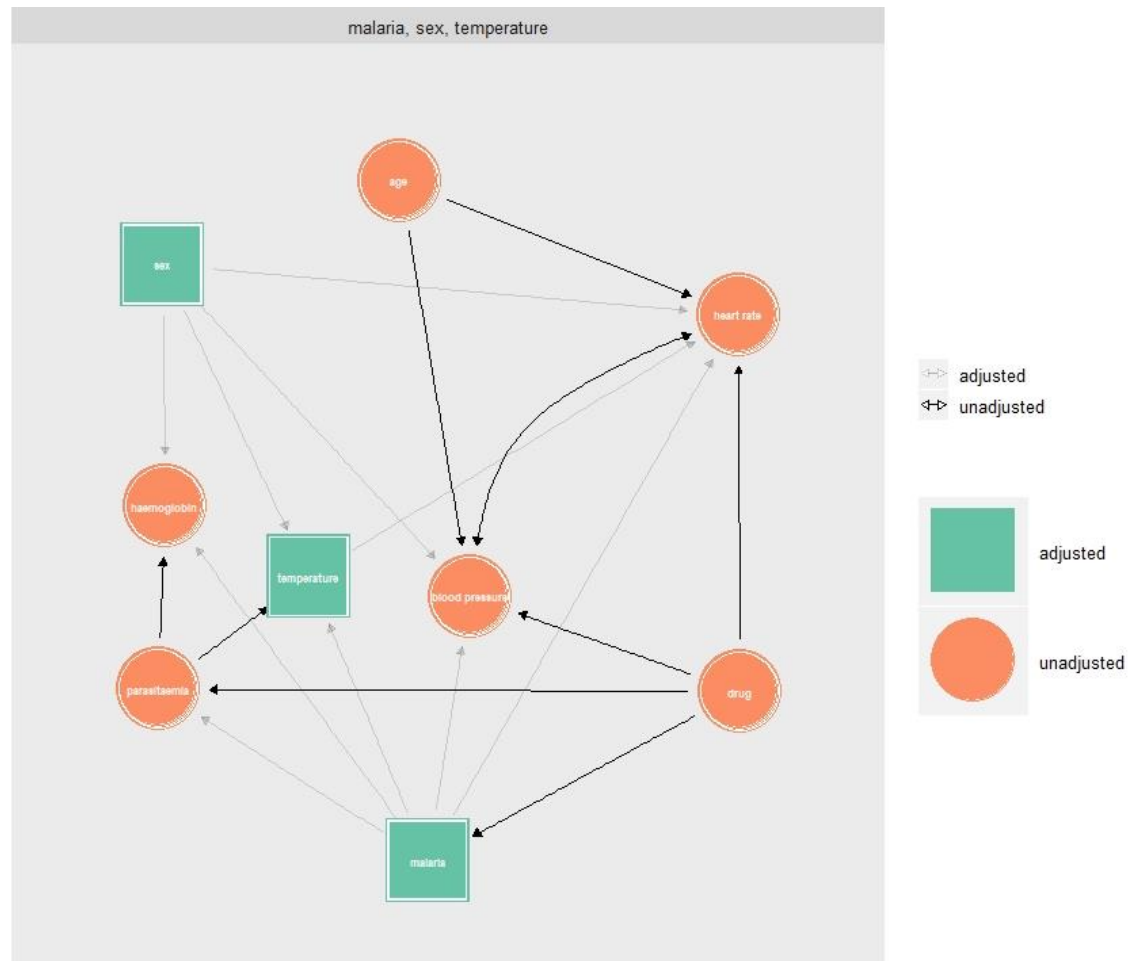 malaria, sex, temperature
age
sex
heart rate
adjusted
unadjusted
haemoglobin
adjusted
temperature
blood pressure
unadjusted
parasitaemia
drug
malaria